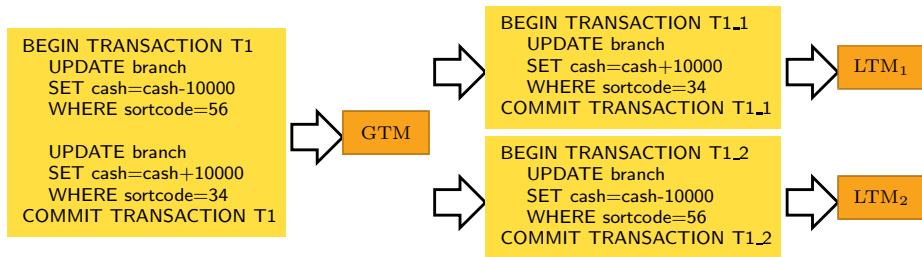 BEGIN TRANSACTION T1
UPDATE branch
SET cash=cash-10000
WHERE sortcode=56
UPDATE branch
SET cash=cash+10000
WHERE sortcode=34
COMMIT TRANSACTION T1
GTM
BEGIN TRANSACTION T1_1
UPDATE branch
SET cash=cash+10000
WHERE sortcode=34
COMMIT TRANSACTION T1_1
LTM₁
BEGIN TRANSACTION T1_2
UPDATE branch
SET cash=cash-10000
WHERE sortcode=56
COMMIT TRANSACTION T1_2
LTM₂